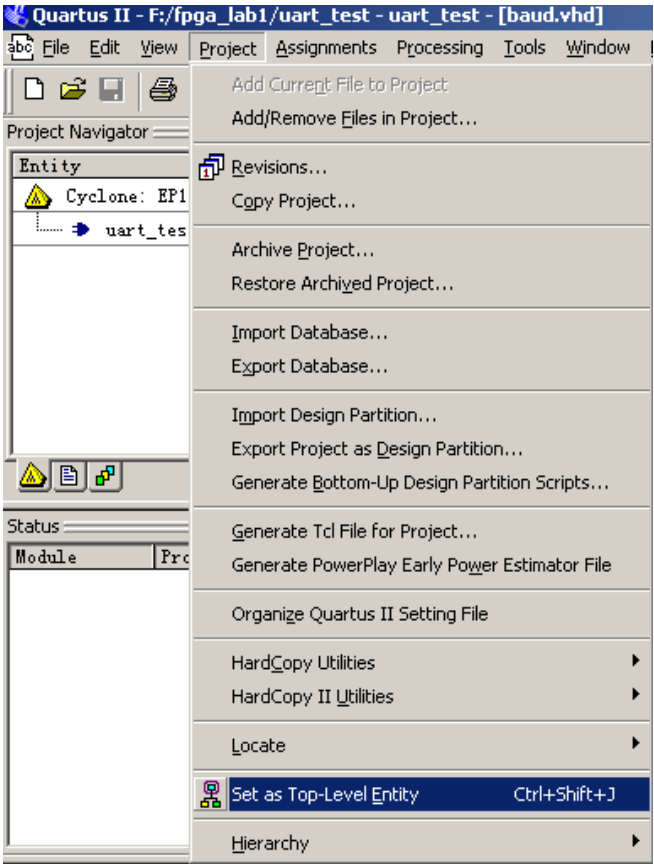 Quartus II - F:/fpga_lab1/uart_test - uart_test - [baud.vhd]
abc File Edit View Project Assignments Processing Tools Window
Add Current File to Project
Add/Remove Files in Project...
Project Navigator
Entity
Revisions...
Cyclone: EP1
Copy Project...
uart_tes
Archive Project...
Restore Archived Project...
Import Database...
Export Database...
Import Design Partition...
Export Project as Design Partition...
Generate Bottom-Up Design Partition Scripts...
Status
Generate Tcl File for Project...
Module Pro
Generate PowerPlay Early Power Estimator File
Organize Quartus II Setting File
HardCopy Utilities
HardCopy II Utilities
Locate
Set as Top-Level Entity Ctrl+Shift+J
Hierarchy